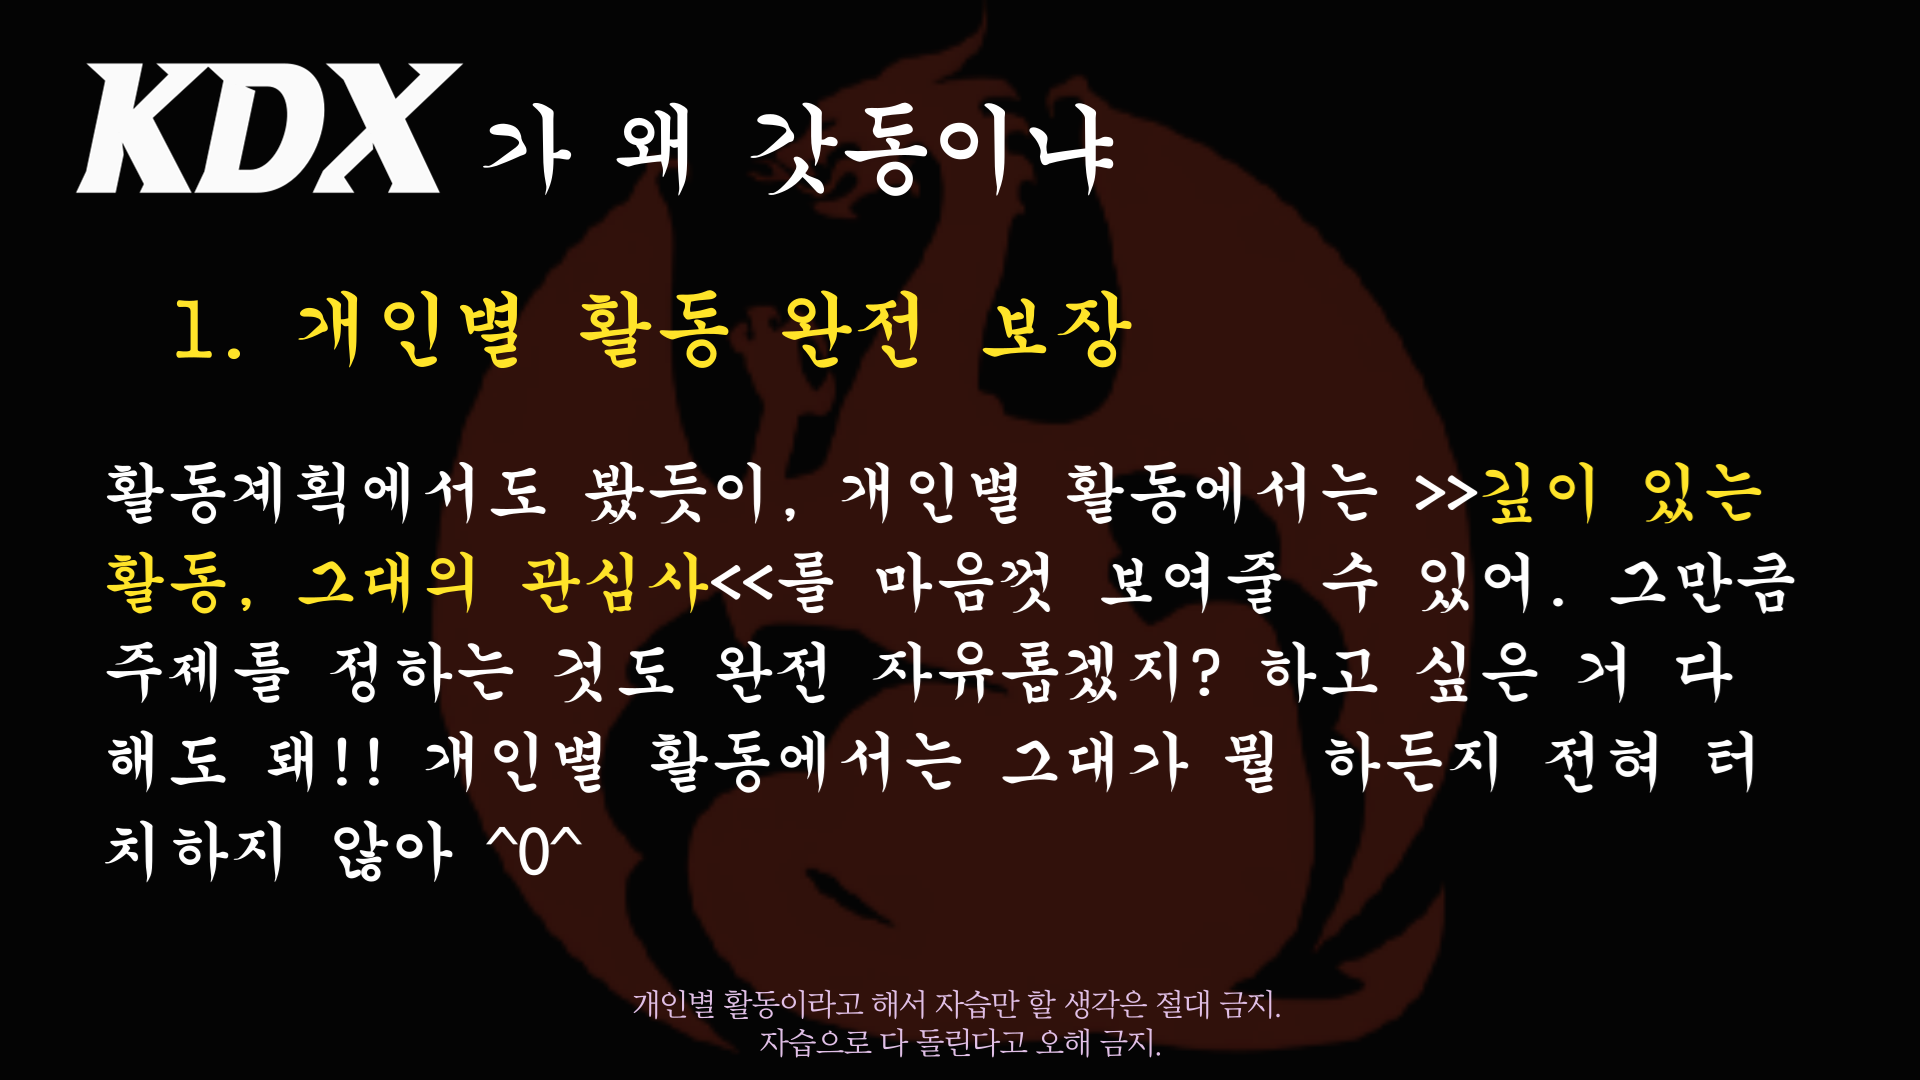 KDX가 왜 갓동이냐
1. 개인별 활동 완전 보장
활동계획에서도 봤듯이, 개인별 활동에서는 >>깊이 있는
활동, 그대의 관심사<<를 마음껏 보여줄 수 있어. 그만큼
주제를 정하는 것도 완전 자유롭겠지? 하고 싶은 거 다
해도 돼!! 개인별 활동에서는 그대가 뭘 하든지 전혀 터
치하지 않아 ^0^
개인별 활동이라고 해서 자습만 할 생각은 절대 금지.
자습으로 다 돌린다고 오해 금지.